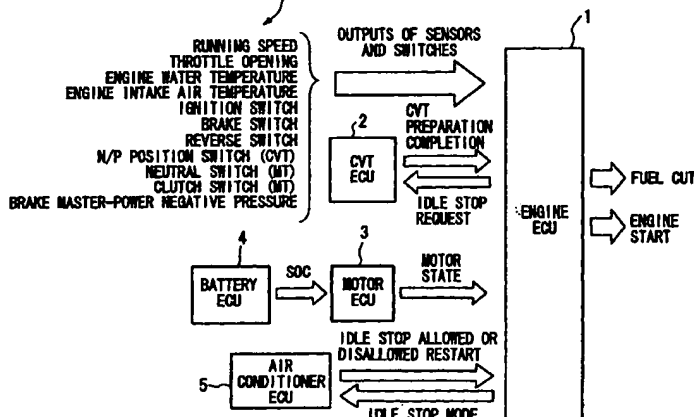 1
RUNNING SPEED
THROTTLE OPENING
ENGINE WATER TEMPERATURE
ENGINE INTAKE AIR TEMPERATURE
IGNITION SWITCH
BRAKE SWITCH
REVERSE SWITCH
N/P POSITION SWITCH (CVT)
NEUTRAL SWITCH (MT)
CLUTCH SWITCH (MT)
BRAKE MASTER-POWER NEGATIVE PRESSURE
OUTPUTS OF SENSORS
AND SWITCHES
2
CVT
ECU
CVT
PREPARATION
COMPLETION
IDLE STOP
REQUEST
ENGINE
ECU
FUEL CUT
ENGINE
START
4
BATTERY
ECU
SOC
3
MOTOR
ECU
MOTOR
STATE
5
AIR
CONDITIONER
ECU
IDLE STOP ALLOWED OR
DISALLOWED RESTART
IDLE STOP MODE